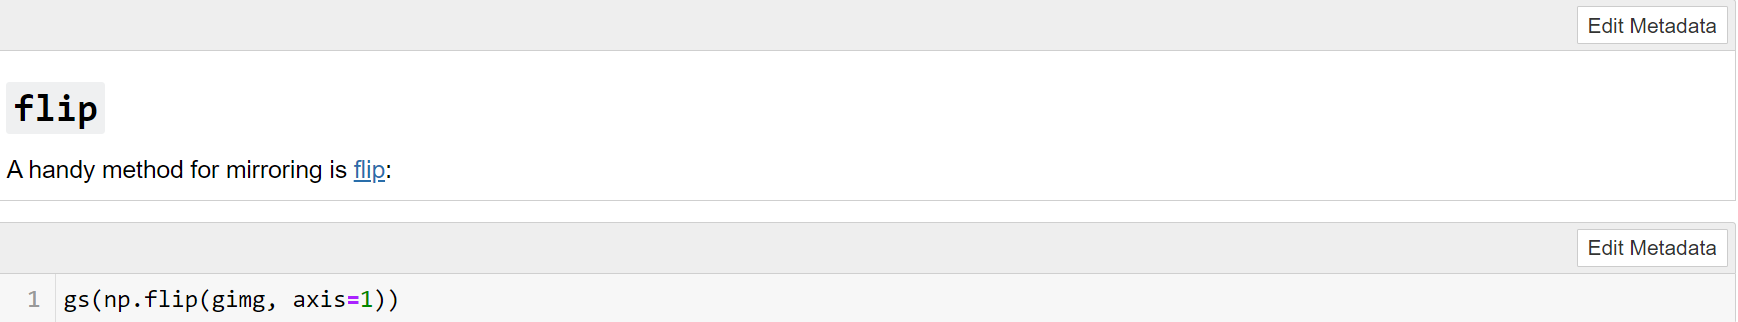 Edit Metadata
flip
A handy method for mirroring is flip:
Edit Metadata
1 gs(np.flip(gimg, axis=1))